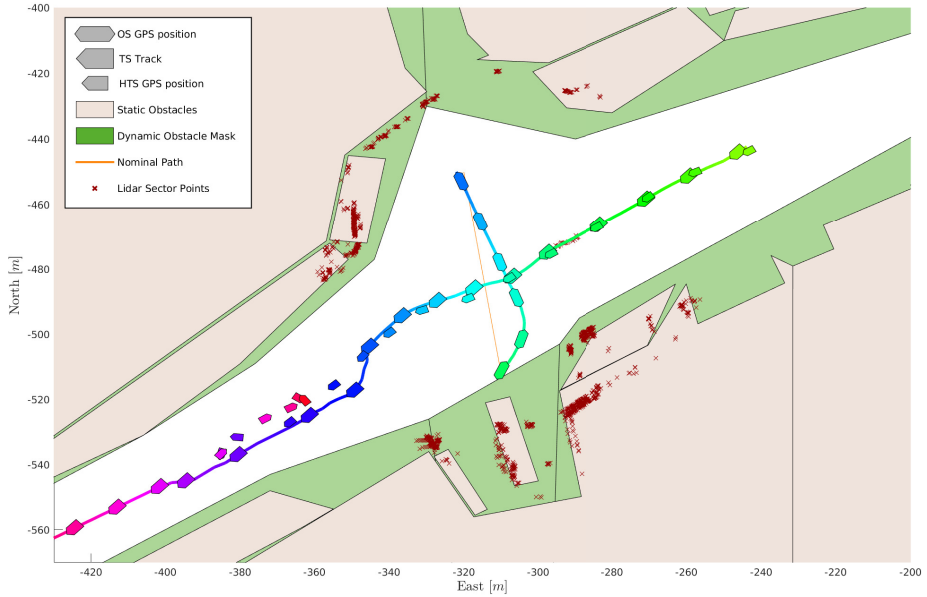 -400
-420
-440
-460
-480
-500
-520
-540
-560
North [m]
OS GPS position
TS Track
HTS GPS position
Static Obstacles
Dynamic Obstacle Mask
Nominal Path
Lidar Sector Points
-420 -400 -380 -360 -340 -320 -300 -280 -260 -240 -220 -200
East [m]